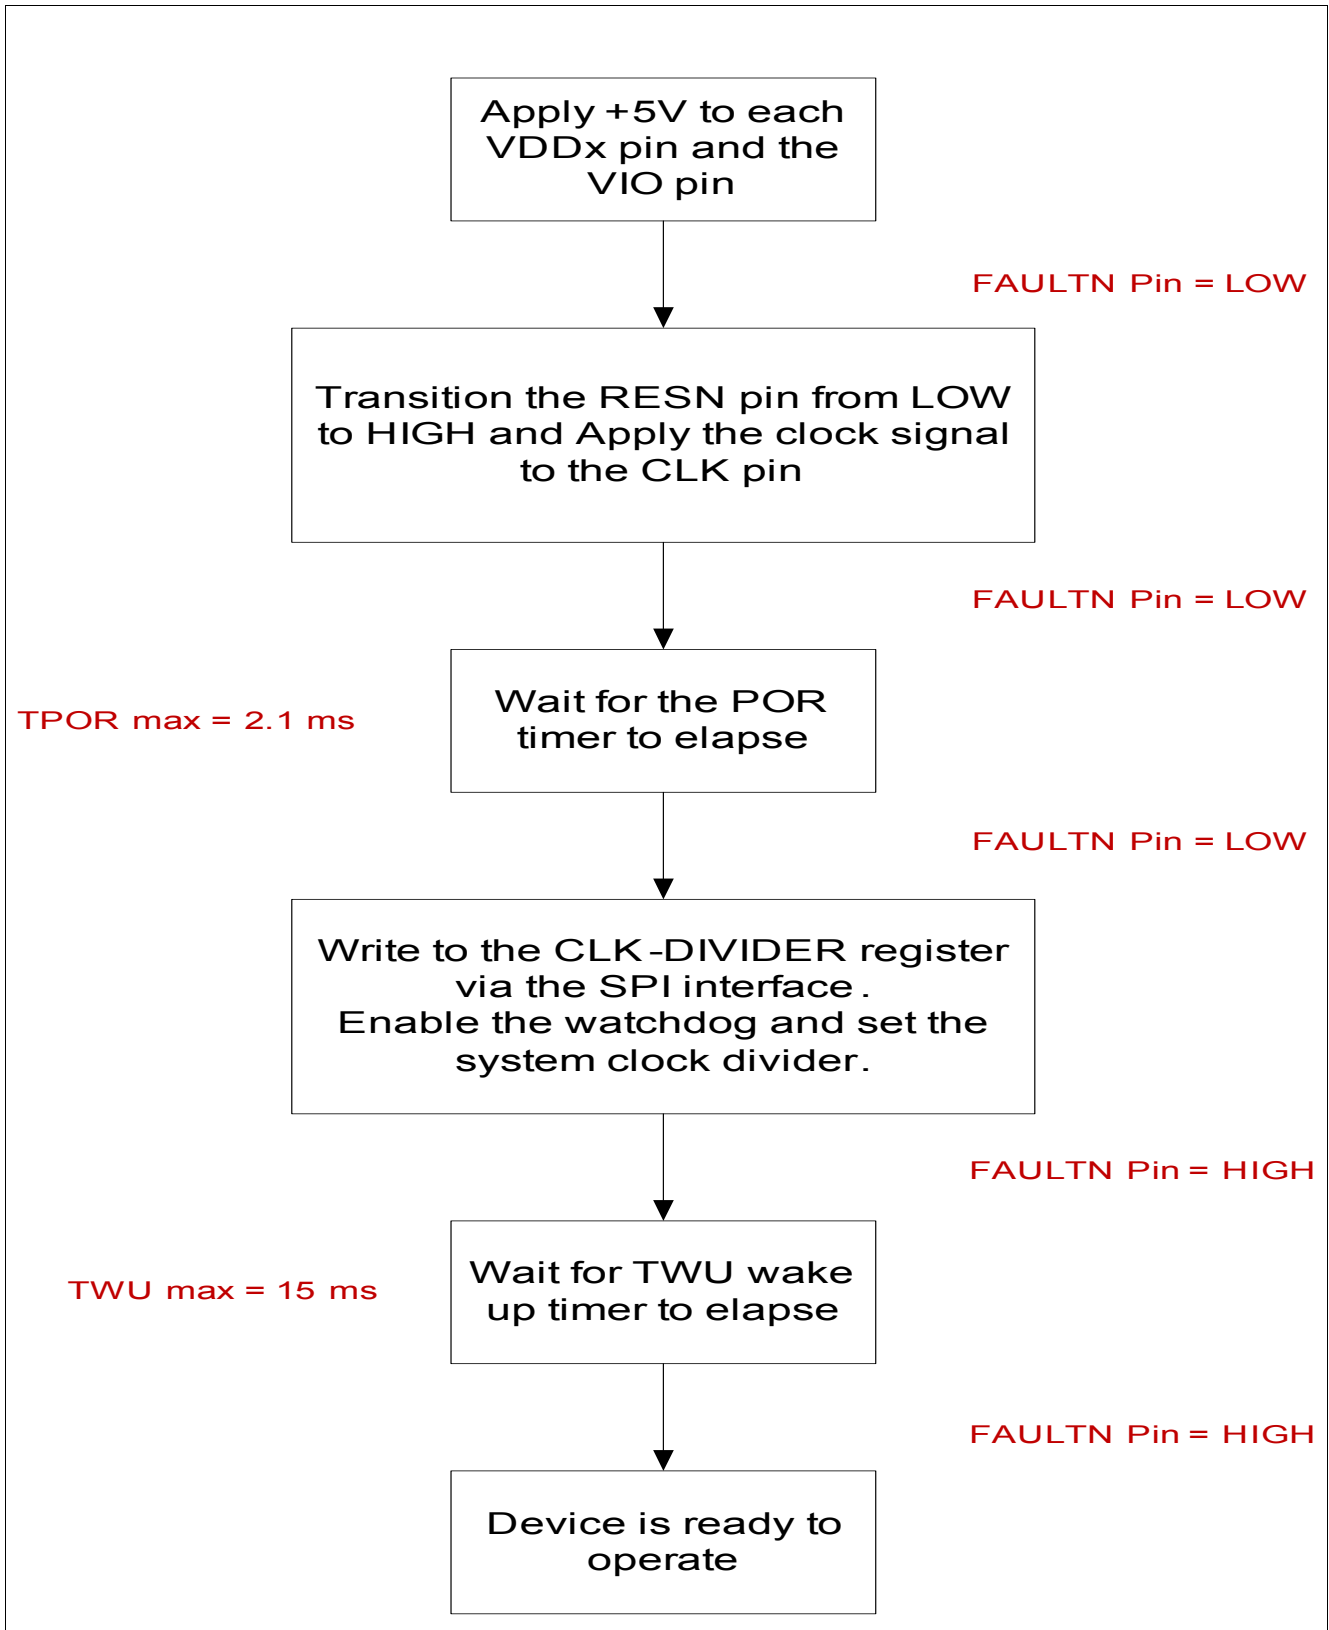 Apply +5V to each
VDDx pin and the
VIO pin
FAULTN Pin = LOW
Transition the RESN pin from LOW
to HIGH and Apply the clock signal
to the CLK pin
FAULTN Pin = LOW
Wait for the POR
timer to elapse
TPOR max = 2.1 ms
FAULTN Pin = LOW
Write to the CLK-DIVIDER register
via the SPI interface.
Enable the watchdog and set the
system clock divider.
FAULTN Pin = HIGH
Wait for TWU wake
up timer to elapse
TWU max = 15 ms
FAULTN Pin = HIGH
Device is ready to
operate